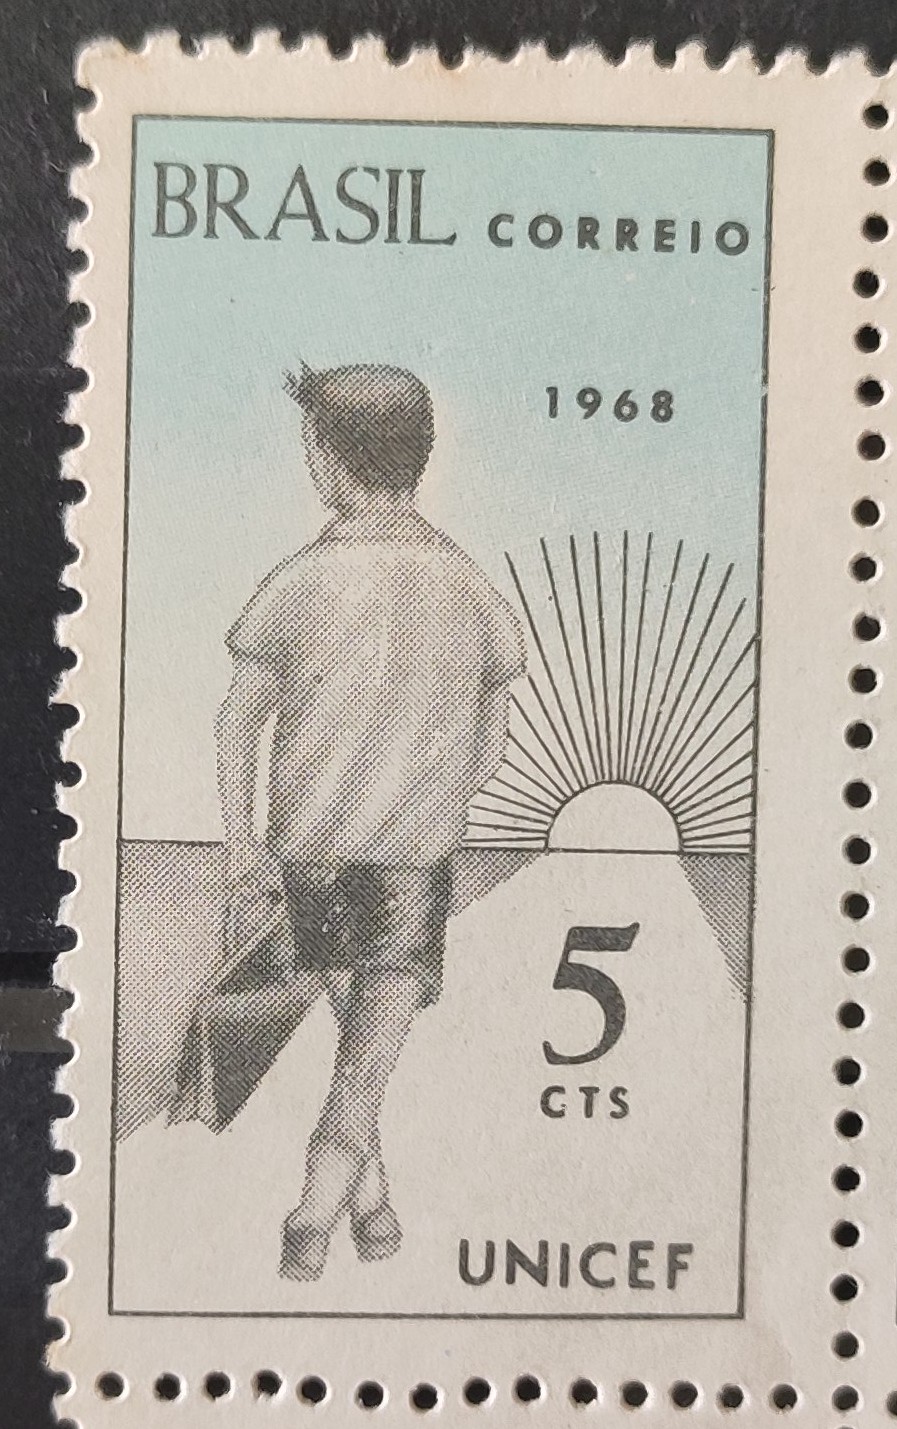 BRASIL CORREIO
1968
5
CTS
UNICEF